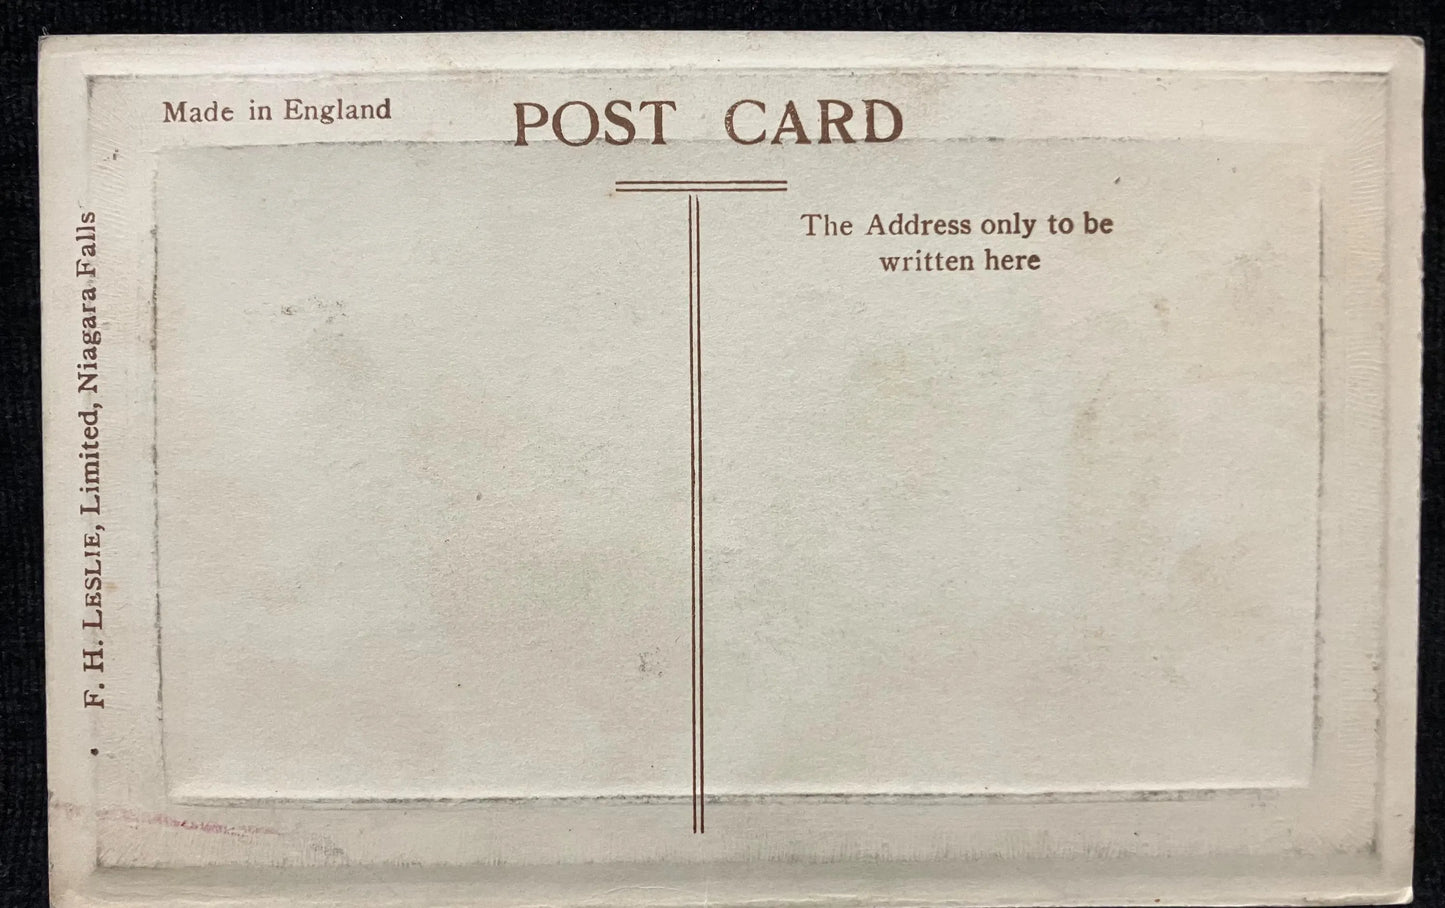 Made in England
POST CARD
The Address only to be
written here
F. H. LESLIE, Limited, Niagara Falls